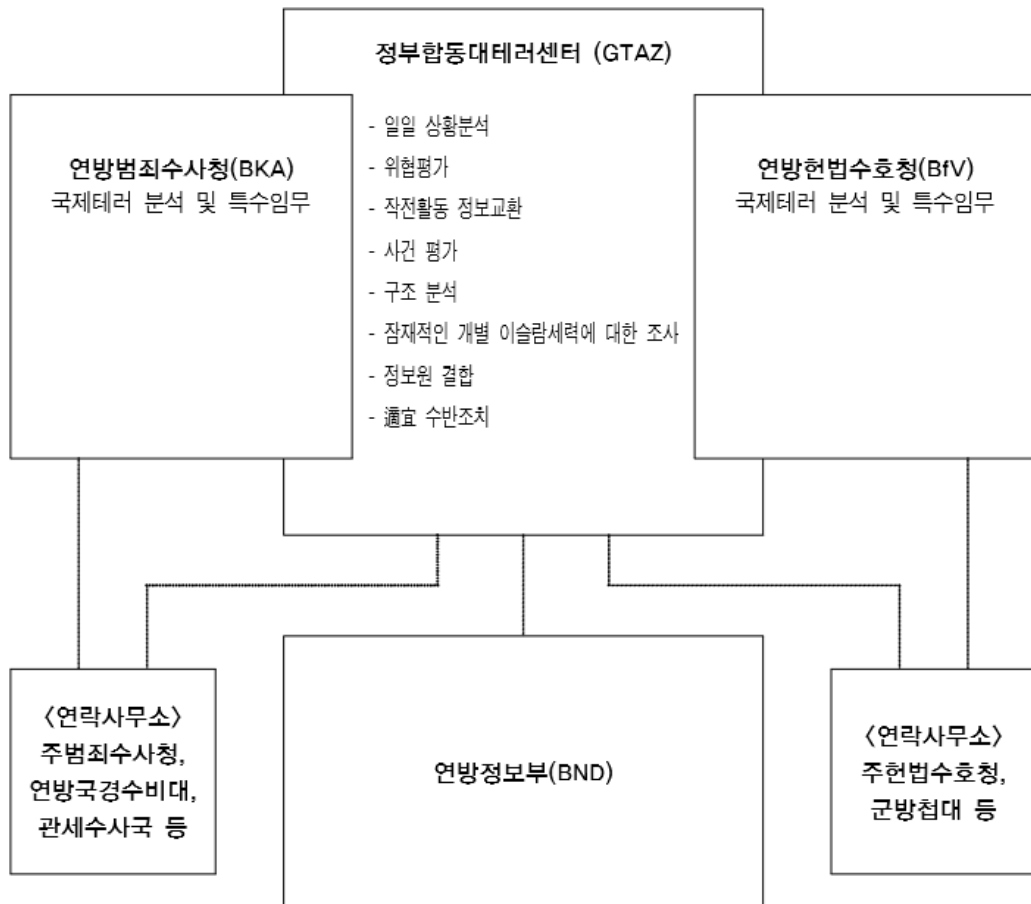 정부합동대테러센터 (GTAZ)
- 일일 상황분석
- 위협평가
- 작전활동 정보교환
- 사건 평가
- 구조 분석
- 잠재적인 개별 이슬람세력에 대한 조사
- 정보원 결합
- 適宜 수반조치
연방범죄수사청(BKA)
국제테러 분석 및 특수임무
연방헌법수호청(BfV)
국제테러 분석 및 특수임무
〈연락사무소〉
주범죄수사청,
연방국경수비대,
관세수사국 등
연방정보부(BND)
〈연락사무소〉
주헌법수호청,
군방첩대 등